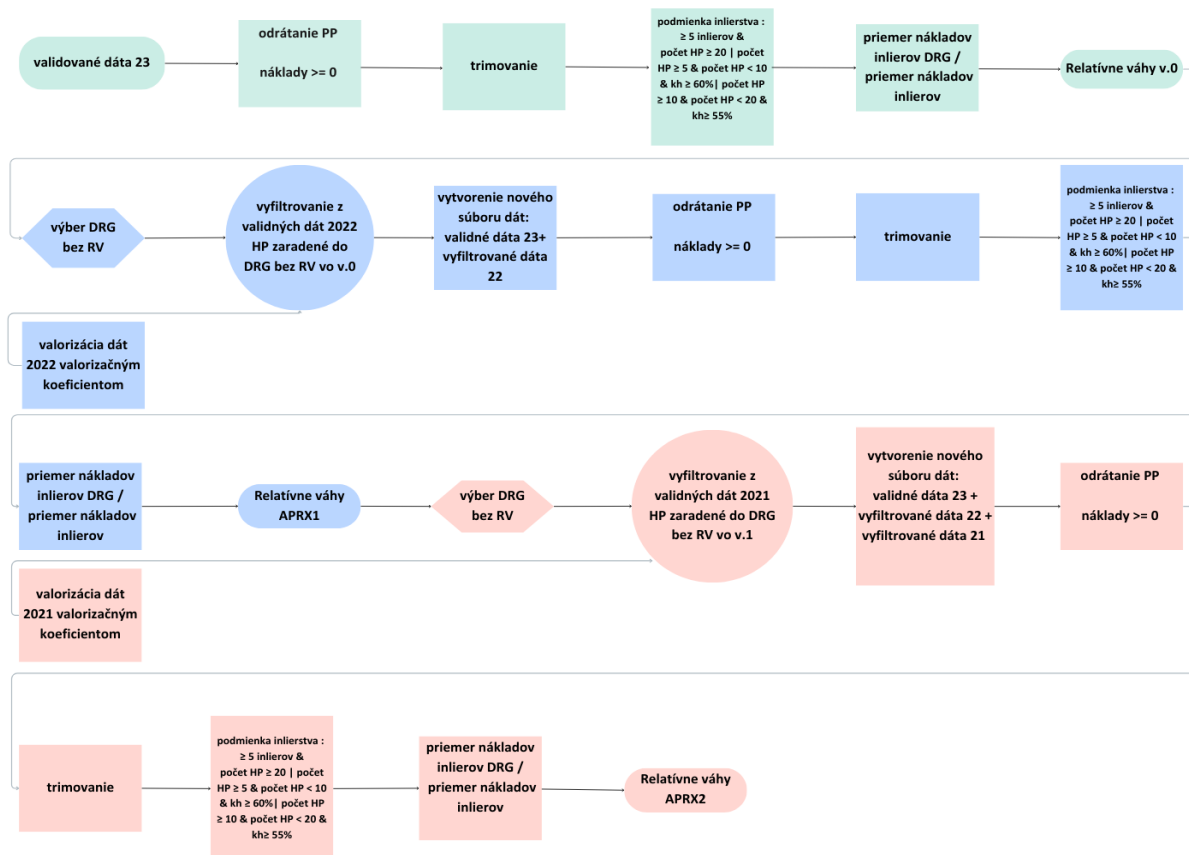 validované dáta 23
odrátanie PP
náklady >= 0
trimovanie
podmienka inlierstva :
≥ 5 inlierov &
počet HP ≥ 20 | počet
HP ≥ 5 & počet HP < 10
& kh ≥ 60%| počet HP
≥ 10 & počet HP < 20 &
kh≥ 55%
priemer nákladov
inlierov DRG /
priemer nákladov
inlierov
Relatívne váhy v.0
výber DRG
bez RV
vyfiltrovanie z
validných dát 2022
HP zaradené do
DRG bez RV vo v.0
vytvorenie nového
súboru dát:
validné dáta 23+
vyfiltrované dáta
22
odrátanie PP
náklady >= 0
trimovanie
podmienka inlierstva :
≥ 5 inlierov &
počet HP ≥ 20 | počet
HP ≥ 5 & počet HP < 10
& kh ≥ 60%| počet HP
≥ 10 & počet HP < 20 &
kh≥ 55%
valorizácia dát
2022 valorizačným
koeficientom
priemer nákladov
inlierov DRG /
priemer nákladov
inlierov
Relatívne váhy
APRX1
výber DRG
bez RV
vyfiltrovanie z
validných dát 2021
HP zaradené do DRG
bez RV vo v.1
vytvorenie nového
súboru dát:
validné dáta 23 +
vyfiltrované dáta 22 +
vyfiltrované dáta 21
odrátanie PP
náklady >= 0
valorizácia dát
2021 valorizačným
koeficientom
trimovanie
podmienka inlierstva :
≥ 5 inlierov &
počet HP ≥ 20 | počet
HP ≥ 5 & počet HP < 10
& kh ≥ 60%| počet HP
≥ 10 & počet HP < 20 &
kh≥ 55%
priemer nákladov
inlierov DRG /
priemer nákladov
inlierov
Relatívne váhy
APRX2